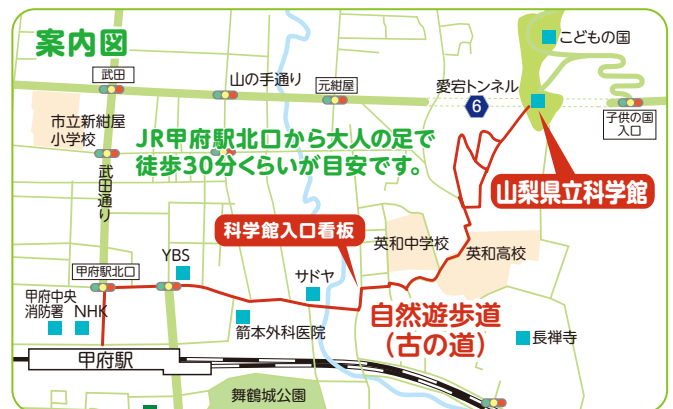 案内図
こどもの国
武田
山の手通り
元紺屋
愛宕トンネル
6
子供の国
入口
市立新紺屋
小学校
JR甲府駅北口から大人の足で
徒歩30分くらいが目安です。
武田通り
山梨県立科学館
科学館入口看板
英和中学校
英和高校
YBS
甲府駅北口
サドヤ
甲府中央
消防署
NHK
箭本外科医院
自然遊歩道
（古の道）
長禅寺
甲府駅
舞鶴城公園